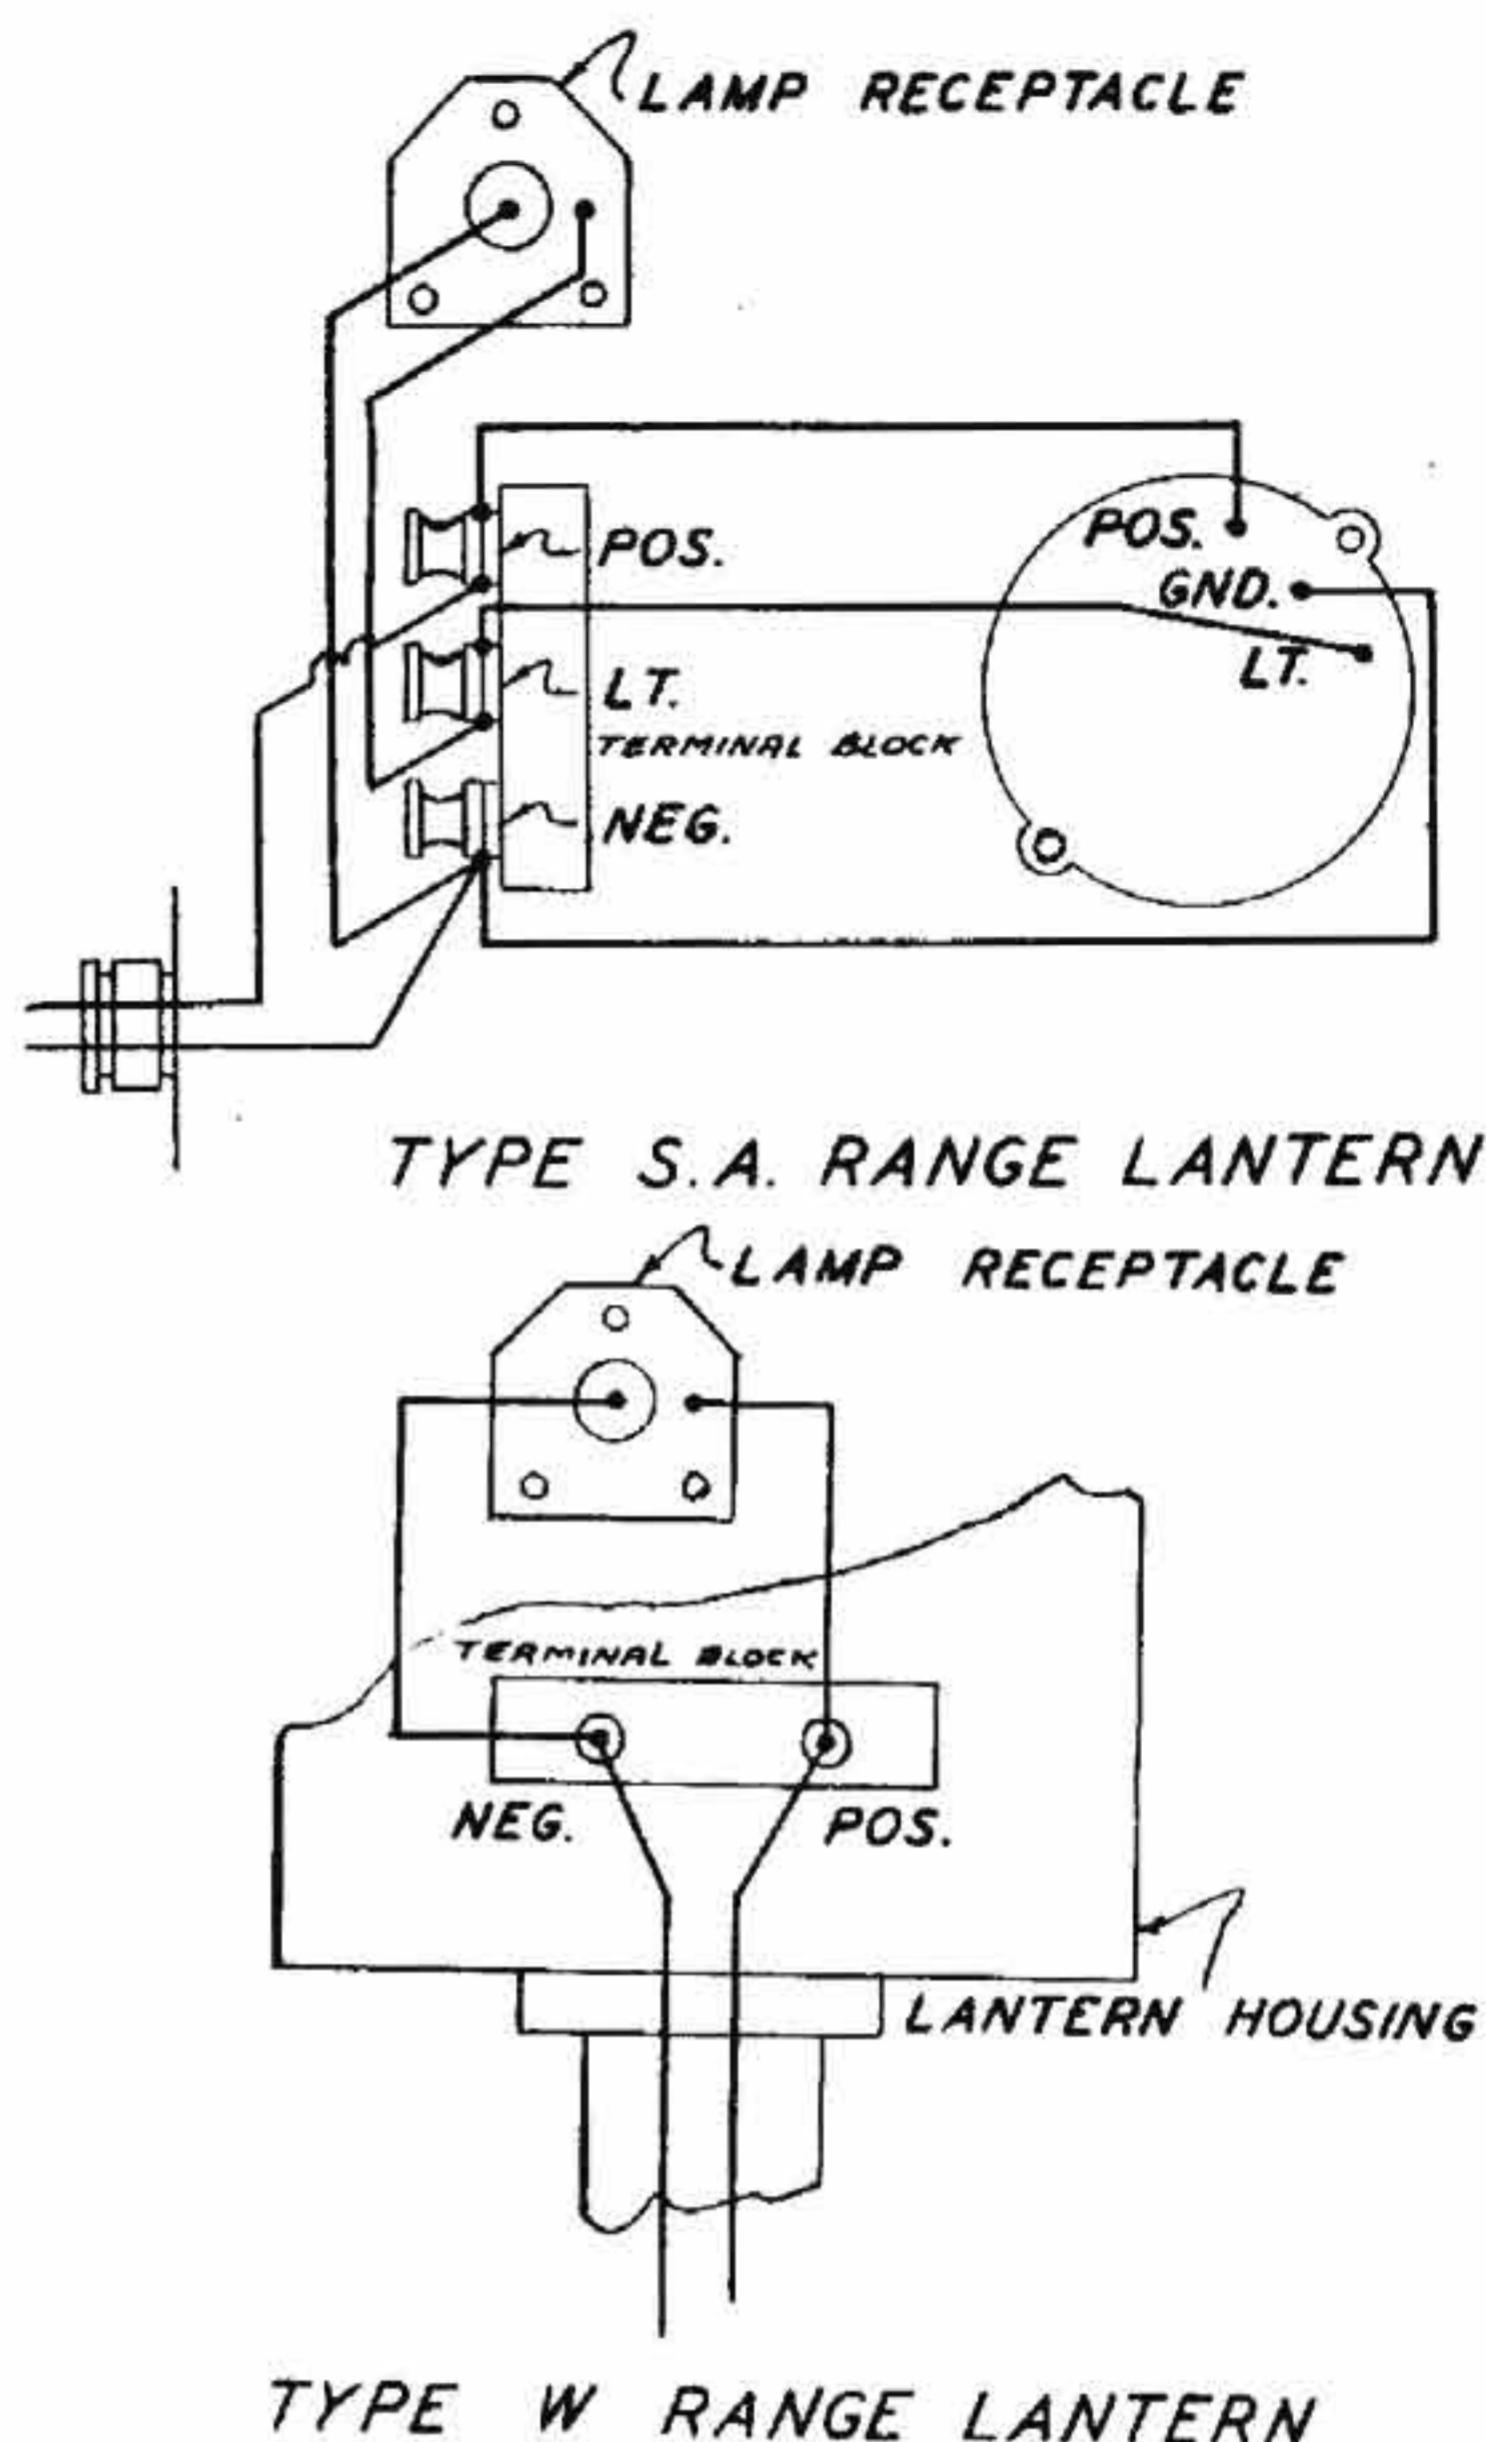 LAMP RECEPTACLE
POS.
POS.
GND.
LT.
LT.
TERMINAL BLOCK
NEG.
TYPE S.A. RANGE LANTERN
LAMP RECEPTACLE
TERMINAL BLOCK
NEG.
POS.
LANTERN HOUSING
TYPE W RANGE LANTERN